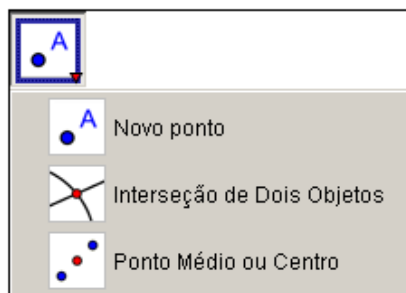 A
A
Novo ponto
Interseção de Dois Objetos
Ponto Médio ou Centro